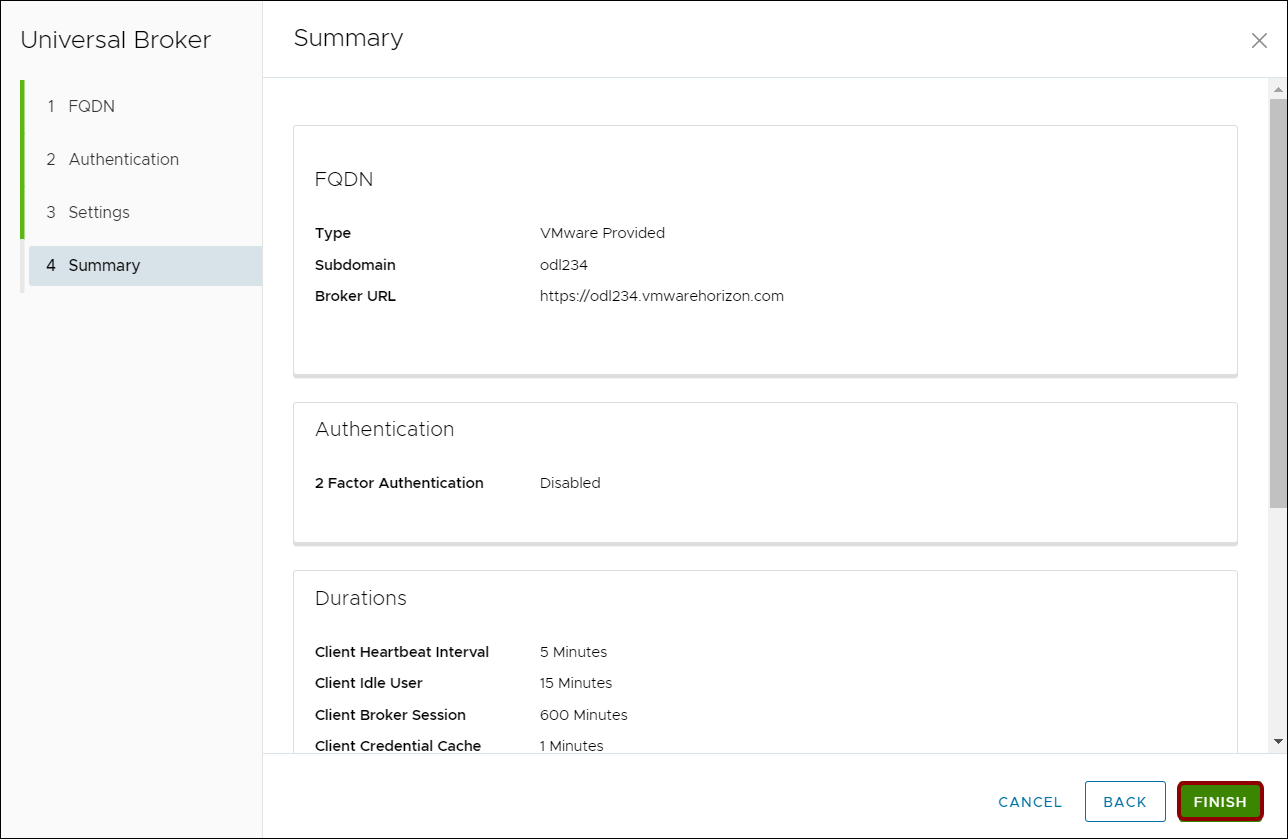 Universal Broker
1 FQDN
2 Authentication
3 Settings
4 Summary
Summary
FQDN
Type VMware Provided
Subdomain odl234
Broker URL https://odl234.vmwarehorizon.com
Authentication
2 Factor Authentication Disabled
Durations
Client Heartbeat Interval 5 Minutes
Client Idle User 15 Minutes
Client Broker Session 600 Minutes
Client Credential Cache 1 Minutes
CANCEL BACK FINISH